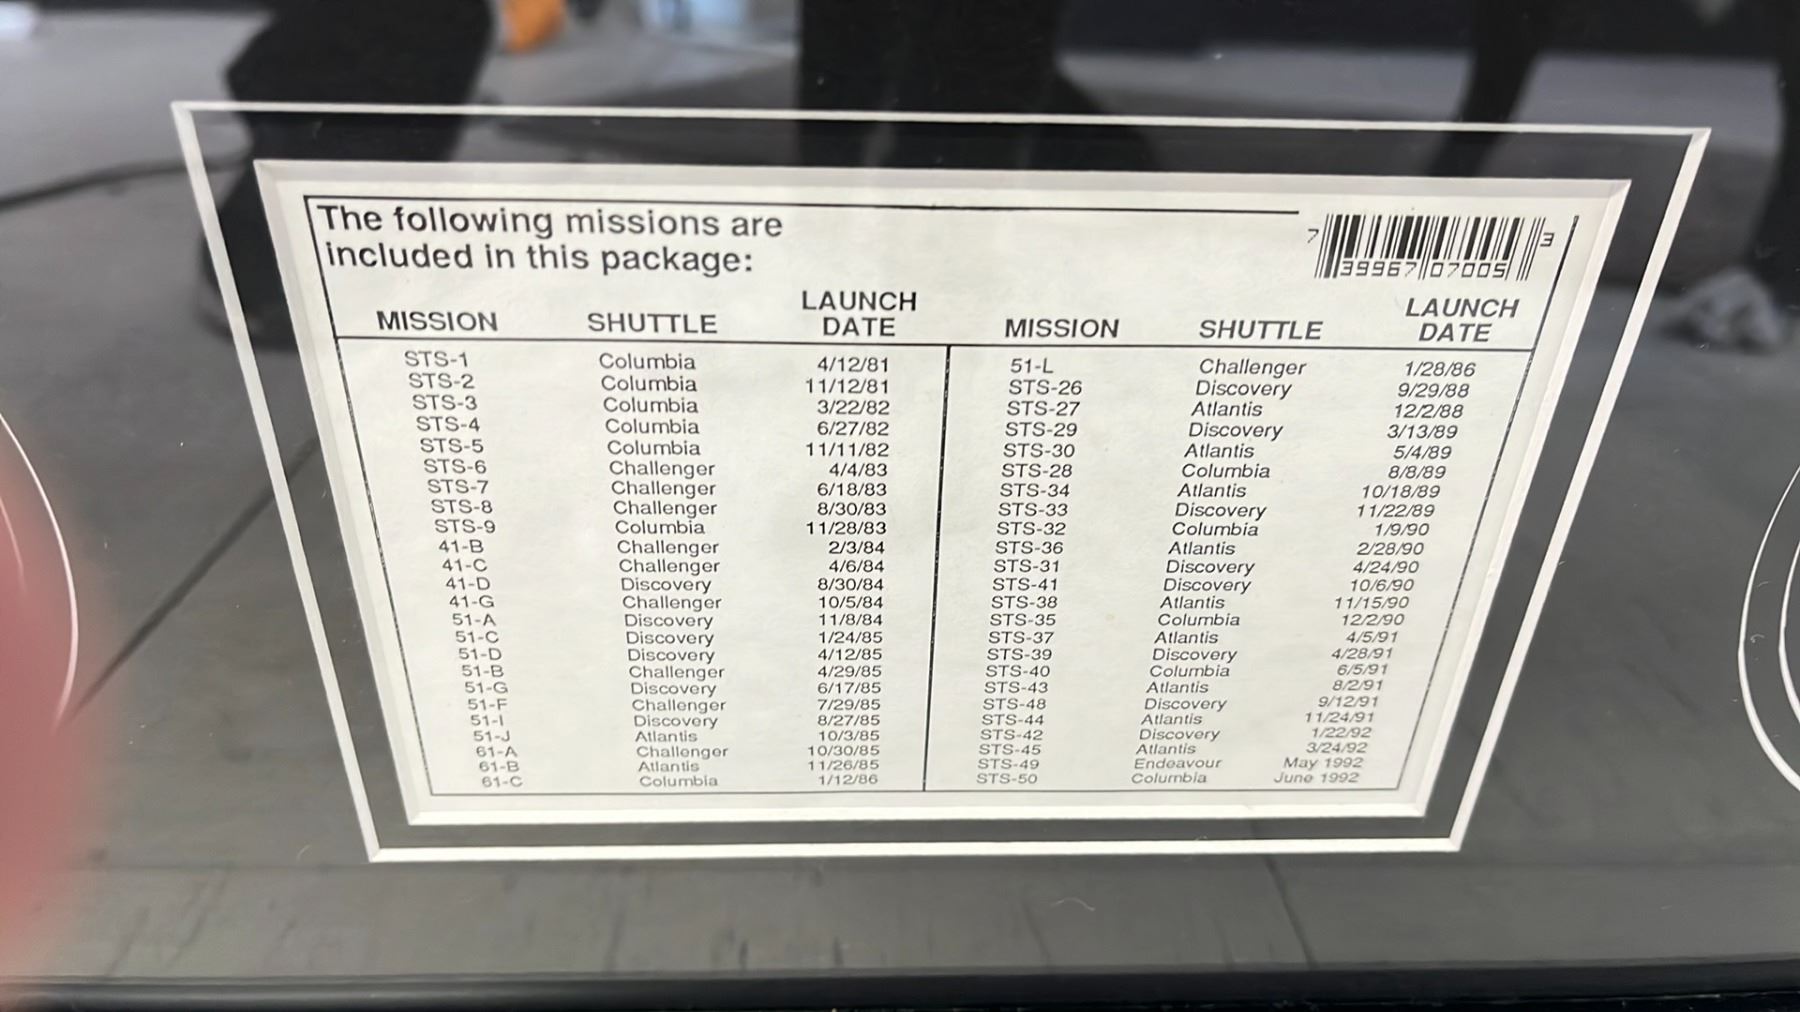 The following missions are
included in this package:
7 39967 07005 3
MISSION SHUTTLE LAUNCH DATE
STS-1 Columbia 4/12/81
STS-2 Columbia 11/12/81
STS-3 Columbia 3/22/82
STS-4 Columbia 6/27/82
STS-5 Columbia 11/11/82
STS-6 Challenger 4/4/83
STS-7 Challenger 6/18/83
STS-8 Challenger 8/30/83
STS-9 Columbia 11/28/83
41-B Challenger 2/3/84
41-C Challenger 4/6/84
41-D Discovery 8/30/84
41-G Challenger 10/5/84
51-A Discovery 11/8/84
51-C Discovery 1/24/85
51-D Discovery 4/12/85
51-B Challenger 4/29/85
51-G Discovery 6/17/85
51-F Challenger 7/29/85
51-I Discovery 8/27/85
51-J Atlantis 10/3/85
61-A Challenger 10/30/85
61-B Atlantis 11/26/85
61-C Columbia 1/12/86
MISSION SHUTTLE LAUNCH DATE
51-L Challenger 1/28/86
STS-26 Discovery 9/29/88
STS-27 Atlantis 12/2/88
STS-29 Discovery 3/13/89
STS-30 Atlantis 5/4/89
STS-28 Columbia 8/8/89
STS-34 Atlantis 10/18/89
STS-33 Discovery 11/22/89
STS-32 Columbia 1/9/90
STS-36 Atlantis 2/28/90
STS-31 Discovery 4/24/90
STS-41 Discovery 10/6/90
STS-38 Atlantis 11/15/90
STS-35 Columbia 12/2/90
STS-37 Atlantis 4/5/91
STS-39 Discovery 4/28/91
STS-40 Columbia 6/5/91
STS-43 Atlantis 8/2/91
STS-48 Discovery 9/12/91
STS-44 Atlantis 11/24/91
STS-42 Discovery 1/22/92
STS-45 Atlantis 3/24/92
STS-49 Endeavour May 1992
STS-50 Columbia June 1992